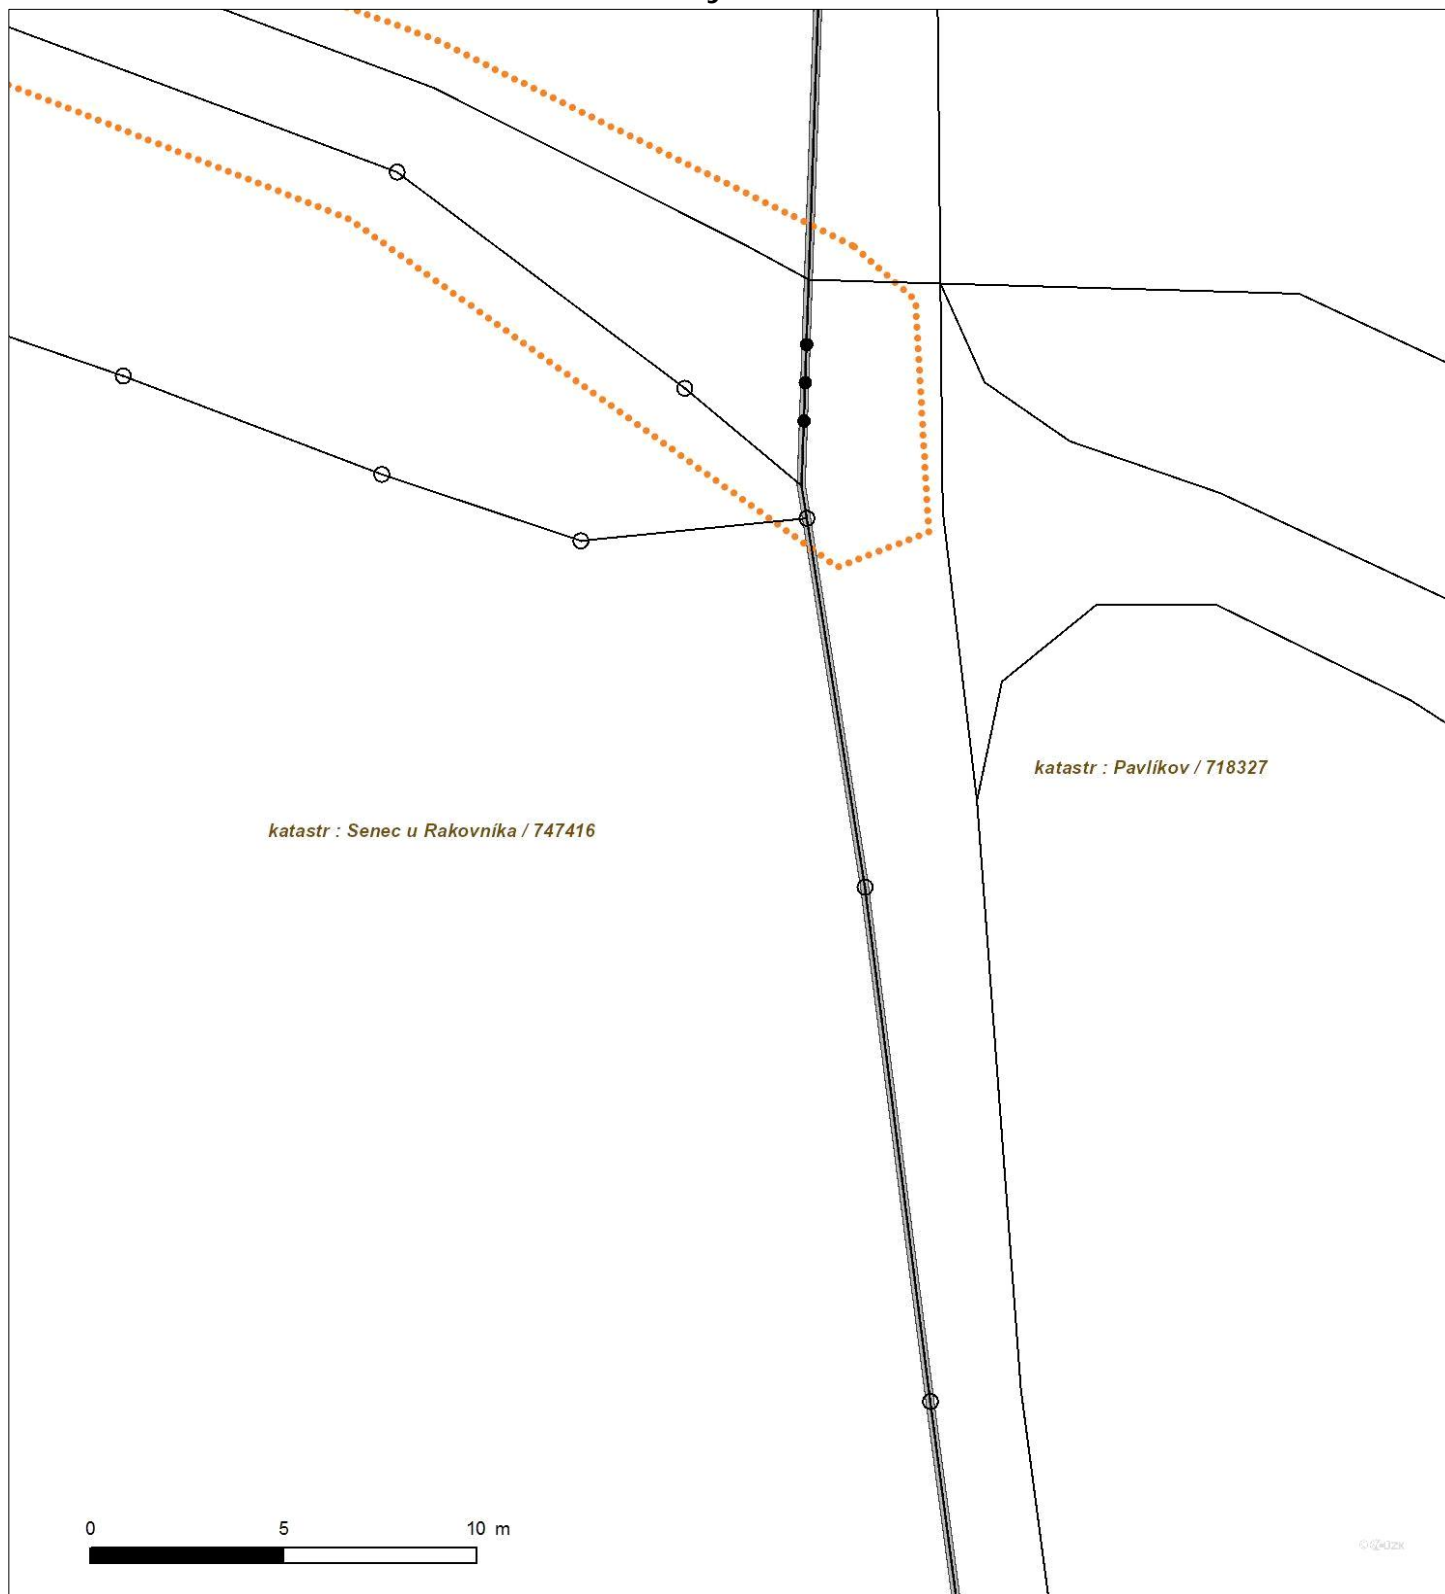 katastr : Pavlíkov / 718327
katastr : Senec u Rakovníka / 747416
0 5 10 m